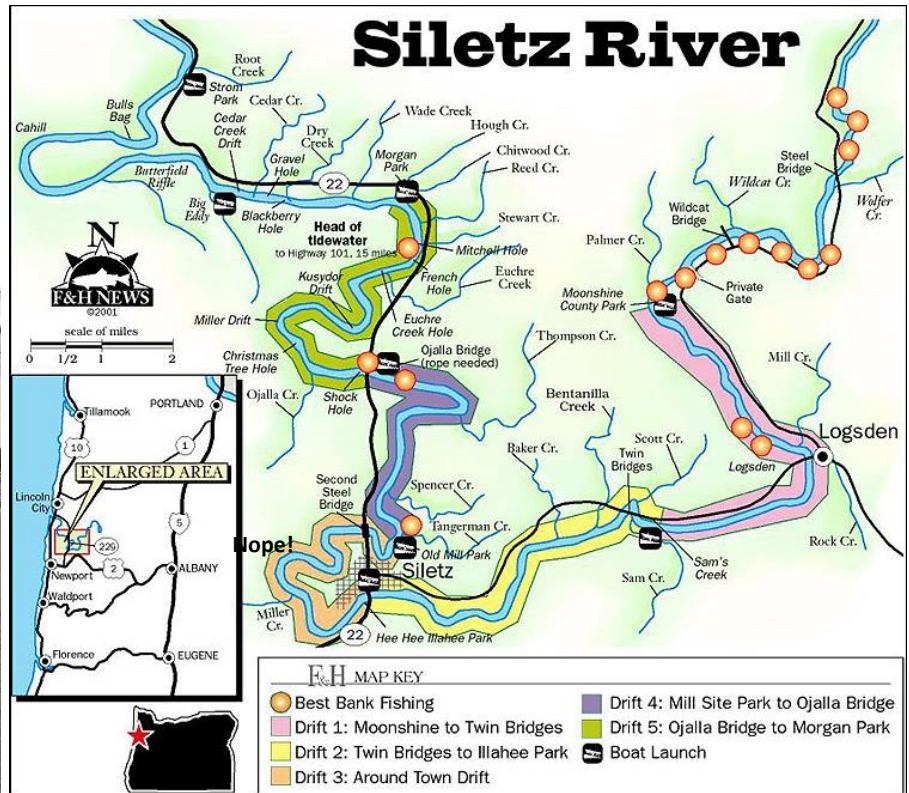 Siletz River
Root
Creek
Strom
Park
Cedar Cr.
Bulls
Bag
Cedar
Creek
Drift
Cahill
Dry
Creek
Gravel
Hole
Wade Creek
Hough Cr.
Morgan
Park
Chitwood Cr.
Reed Cr.
Butterfield
Riffle
22
Big
Eddy
Blackberry
Hole
Stewart Cr.
Head of
tidewater
to Highway 101, 15 miles
Mitchell Hole
French
Hole
Kusydor
Drift
Euchre
Creek
Miller Drift
Euchre
Creek Hole
Christmas
Tree Hole
Ojalla Bridge
(rope needed)
Ojalla Cr.
Shock
Hole
Thompson Cr.
Bentanilla
Creek
Baker Cr.
Scott Cr.
Twin
Bridges
Second
Steel
Bridge
Spencer Cr.
Tangerman Cr.
Old Mill Park
Nope!
Siletz
Miller
Cr.
22
Hee Hee Illahee Park
Sam Cr.
Sam's
Creek
Steel
Bridge
Wildcat Cr.
Wolfer
Cr.
Wildcat
Bridge
Palmer Cr.
Private
Gate
Moonshine
County Park
Mill Cr.
Logsden
Logsden
Rock Cr.
N
F&H NEWS
©2001
scale of miles
0 1/2 1 2
Tillamook
PORTLAND
10
1
ENLARGED AREA
Lincoln
City
5
229
Newport
2
ALBANY
Waldport
Florence
EUGENE
F&H MAP KEY
Best Bank Fishing
Drift 1: Moonshine to Twin Bridges
Drift 2: Twin Bridges to Illahee Park
Drift 3: Around Town Drift
Drift 4: Mill Site Park to Ojalla Bridge
Drift 5: Ojalla Bridge to Morgan Park
Boat Launch